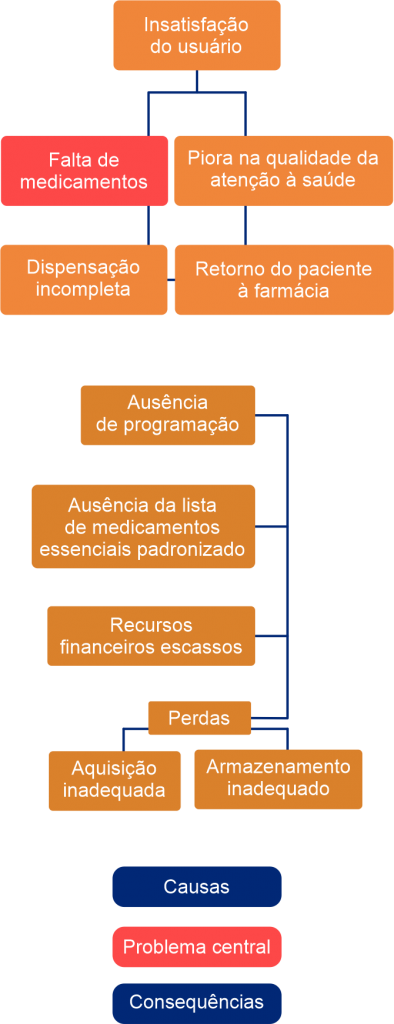 Insatisfação
do usuário
Falta de
medicamentos
Piora na qualidade da
atenção à saúde
Dispensação
incompleta
Retorno do paciente
à farmácia
Ausência
de programação
Ausência da lista
de medicamentos
essenciais padronizado
Recursos
financeiros escassos
Perdas
Aquisição
inadequada
Armazenamento
inadequado
Causas
Problema central
Consequências